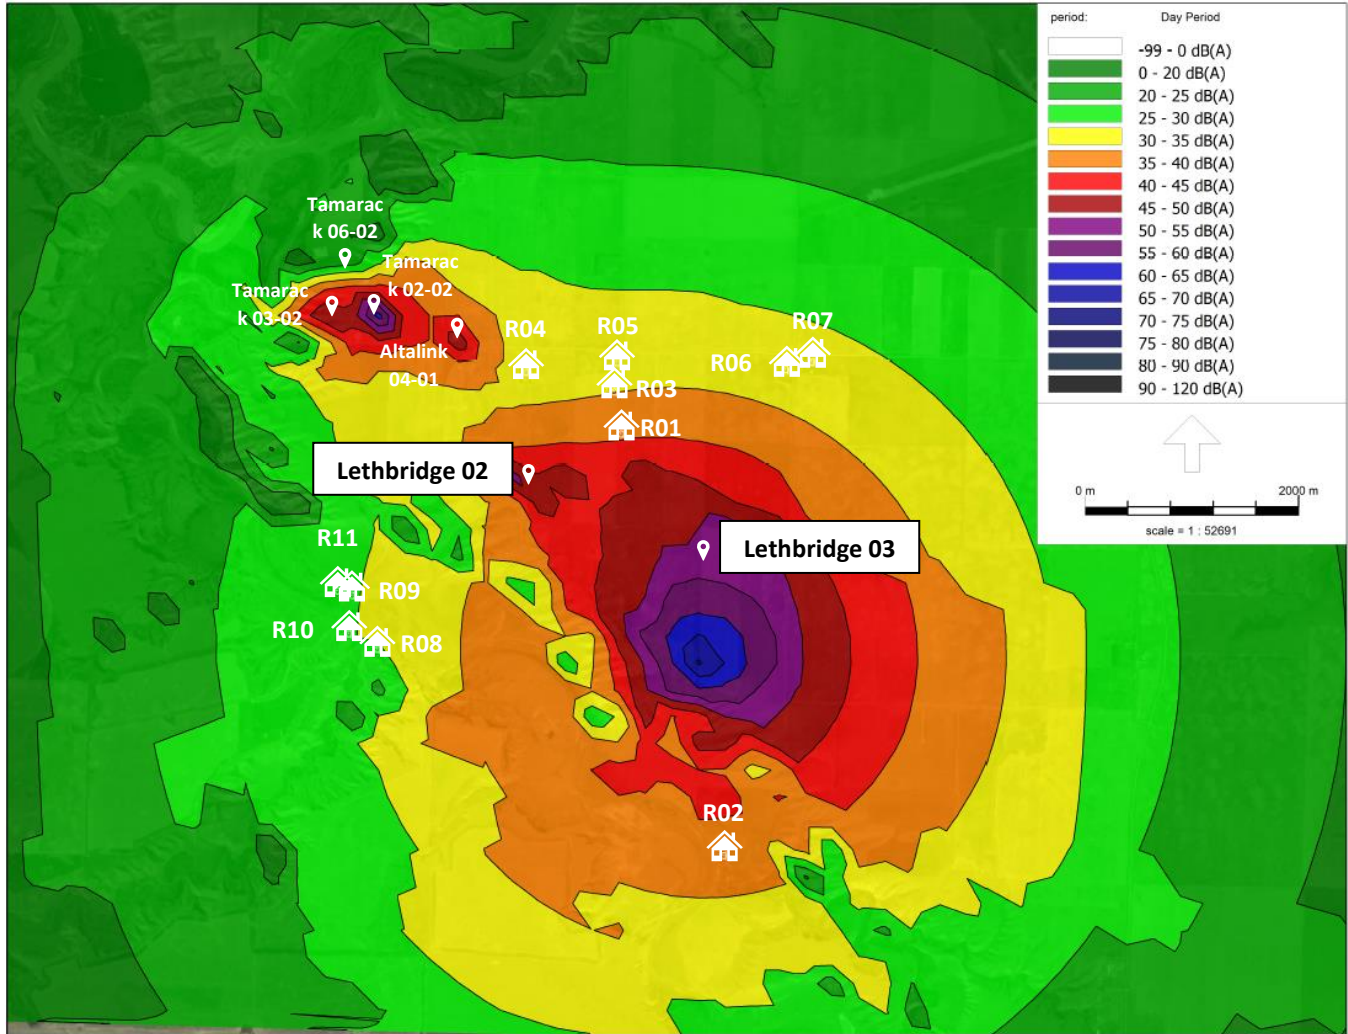 period: Day Period
-99 - 0 dB(A)
0 - 20 dB(A)
20 - 25 dB(A)
25 - 30 dB(A)
30 - 35 dB(A)
35 - 40 dB(A)
40 - 45 dB(A)
45 - 50 dB(A)
50 - 55 dB(A)
55 - 60 dB(A)
60 - 65 dB(A)
65 - 70 dB(A)
70 - 75 dB(A)
75 - 80 dB(A)
80 - 90 dB(A)
90 - 120 dB(A)
0 m 2000 m
scale = 1 : 52691
Tamarac
k 06-02
Tamarac
k 02-02
Tamarac
k 03-02
Altalink
04-01
R04
R05
R07
R06
R03
R01
Lethbridge 02
Lethbridge 03
R11
R09
R10
R08
R02